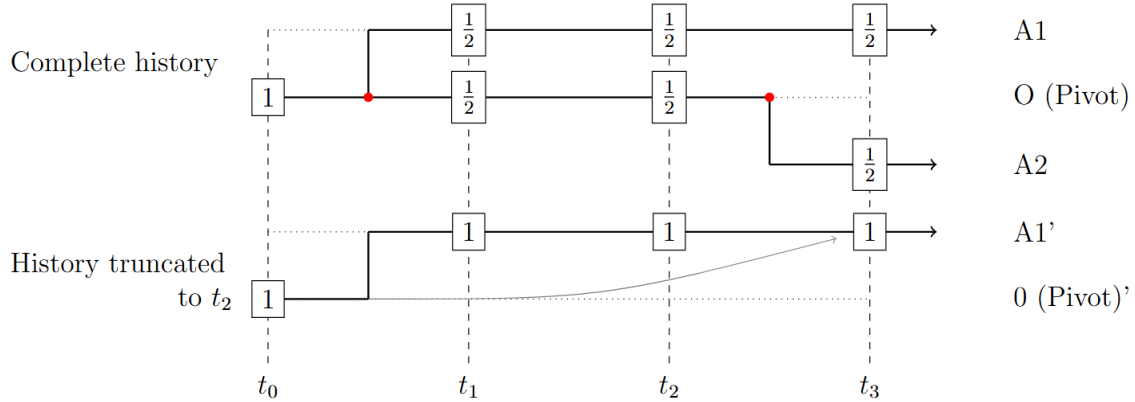 ½ ½ ½ A1
Complete history
1 ½ ½ O (Pivot)
½ A2
1 1 1 A1’
History truncated
to t₂
1 0 (Pivot)’
t₀ t₁ t₂ t₃